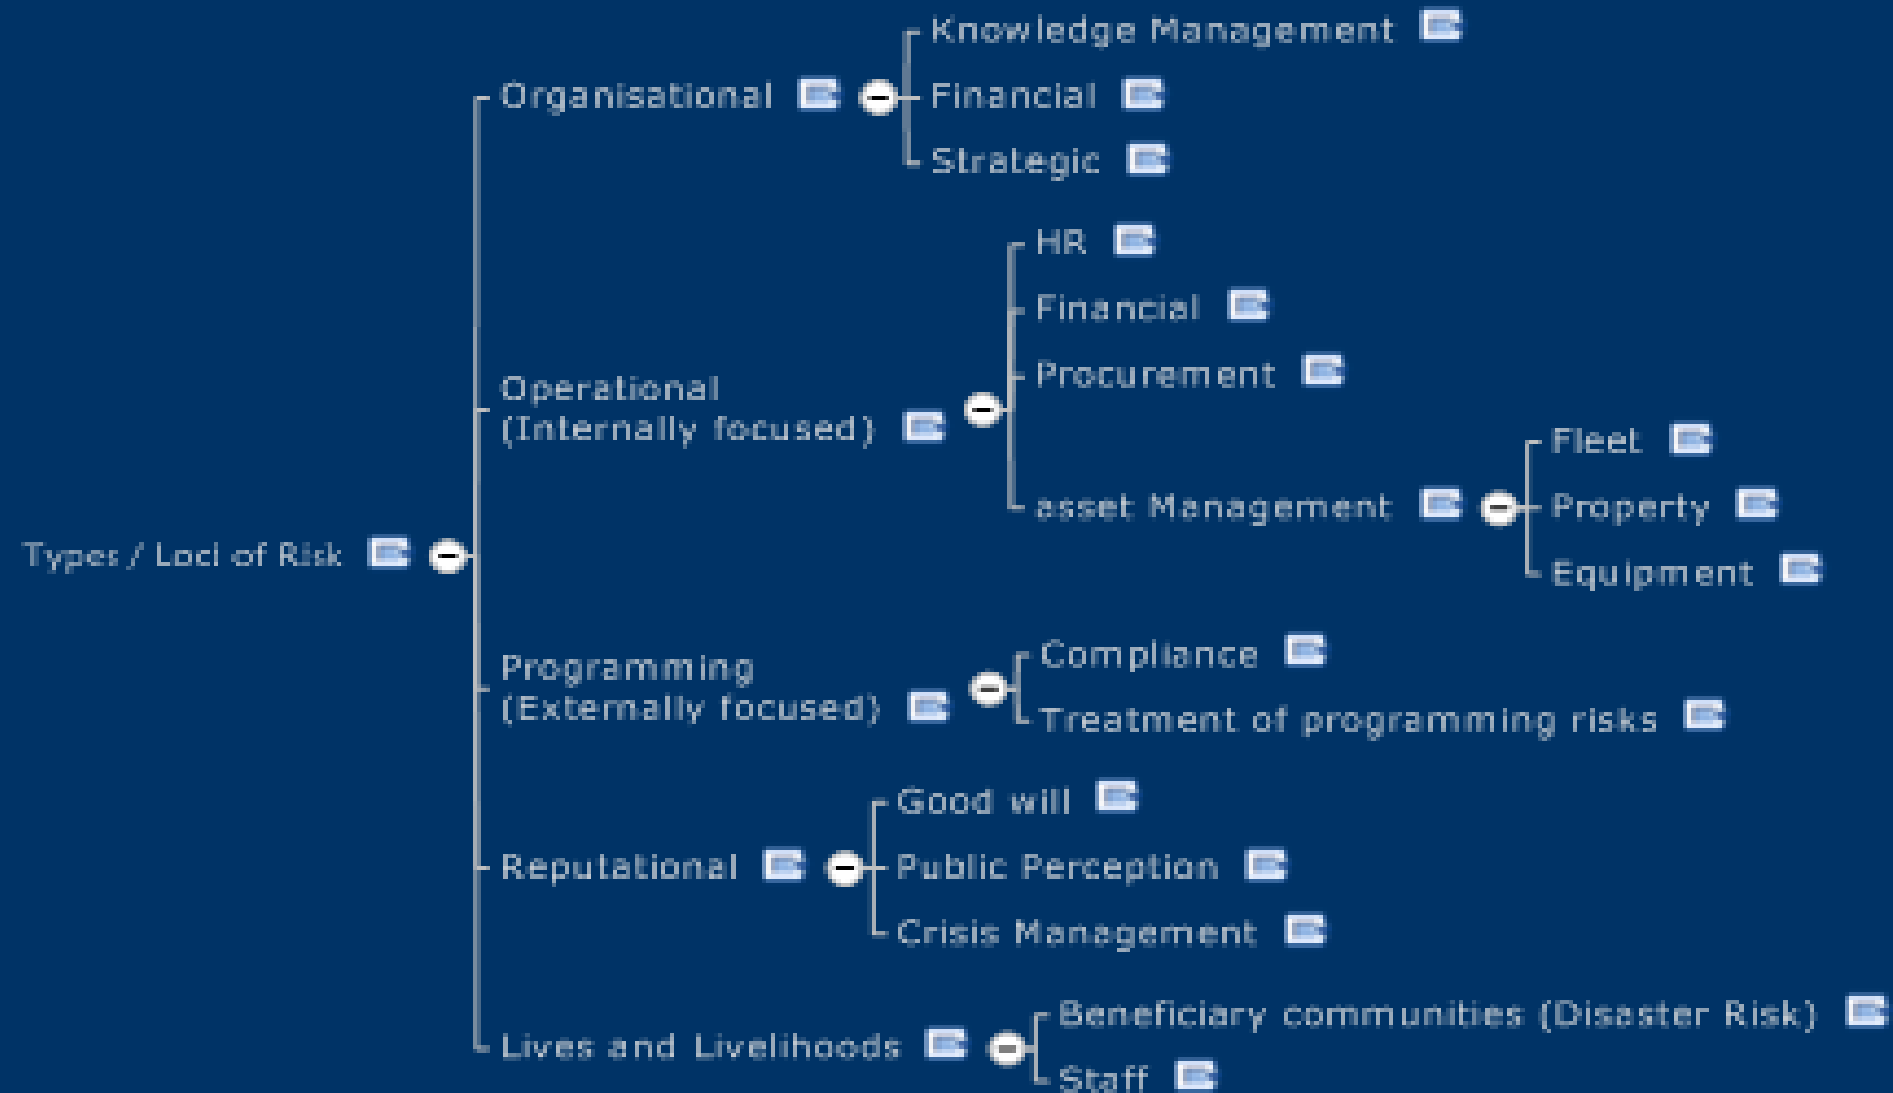 Types / Loci of Risk
Organisational
Knowledge Management
Financial
Strategic
Operational
(Internally focused)
HR
Financial
Procurement
asset Management
Fleet
Property
Equipment
Programming
(Externally focused)
Compliance
Treatment of programming risks
Reputational
Good will
Public Perception
Crisis Management
Lives and Livelihoods
Beneficiary communities (Disaster Risk)
Staff